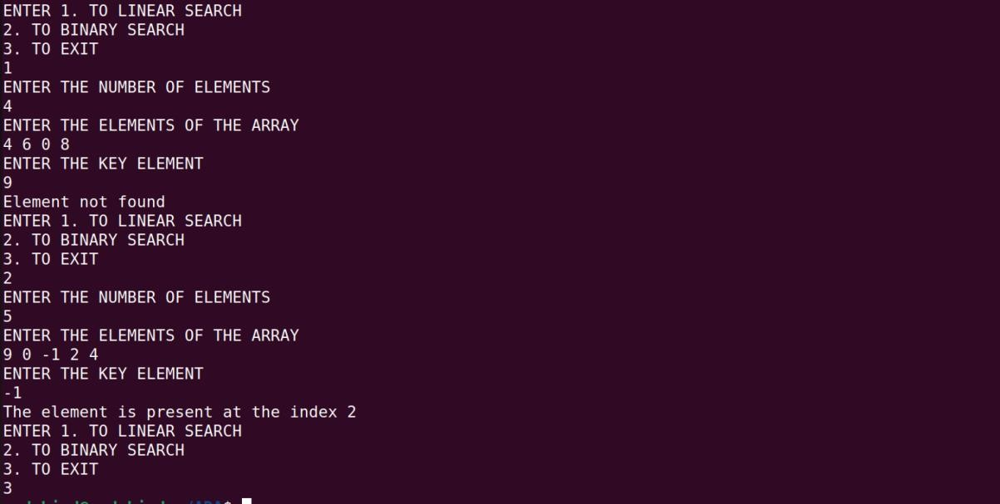 ENTER 1. TO LINEAR SEARCH
2. TO BINARY SEARCH
3. TO EXIT
1
ENTER THE NUMBER OF ELEMENTS
4
ENTER THE ELEMENTS OF THE ARRAY
4 6 0 8
ENTER THE KEY ELEMENT
9
Element not found
ENTER 1. TO LINEAR SEARCH
2. TO BINARY SEARCH
3. TO EXIT
2
ENTER THE NUMBER OF ELEMENTS
5
ENTER THE ELEMENTS OF THE ARRAY
9 0 -1 2 4
ENTER THE KEY ELEMENT
-1
The element is present at the index 2
ENTER 1. TO LINEAR SEARCH
2. TO BINARY SEARCH
3. TO EXIT
3